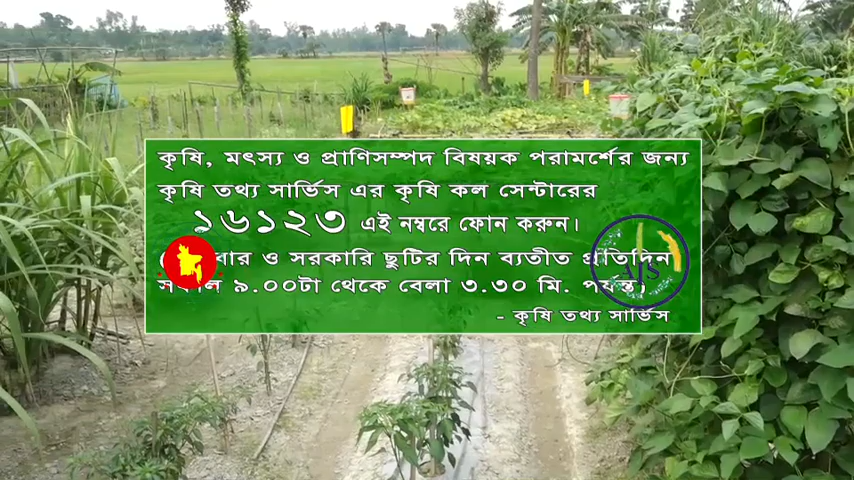 কৃষি, মৎস্য ও প্রাণিসম্পদ বিষয়ক পরামর্শের জন্য
কৃষি তথ্য সার্ভিস এর কৃষি কল সেন্টারের
১৬১২৩ এই নম্বরে ফোন করুন।
ও সরকারি ছুটির দিন ব্যতীত প্রতিদিন
৯.০০টা থেকে বেলা ৩.৩০ মি. পর্যন্ত)
- কৃষি তথ্য সার্ভিস
AIS